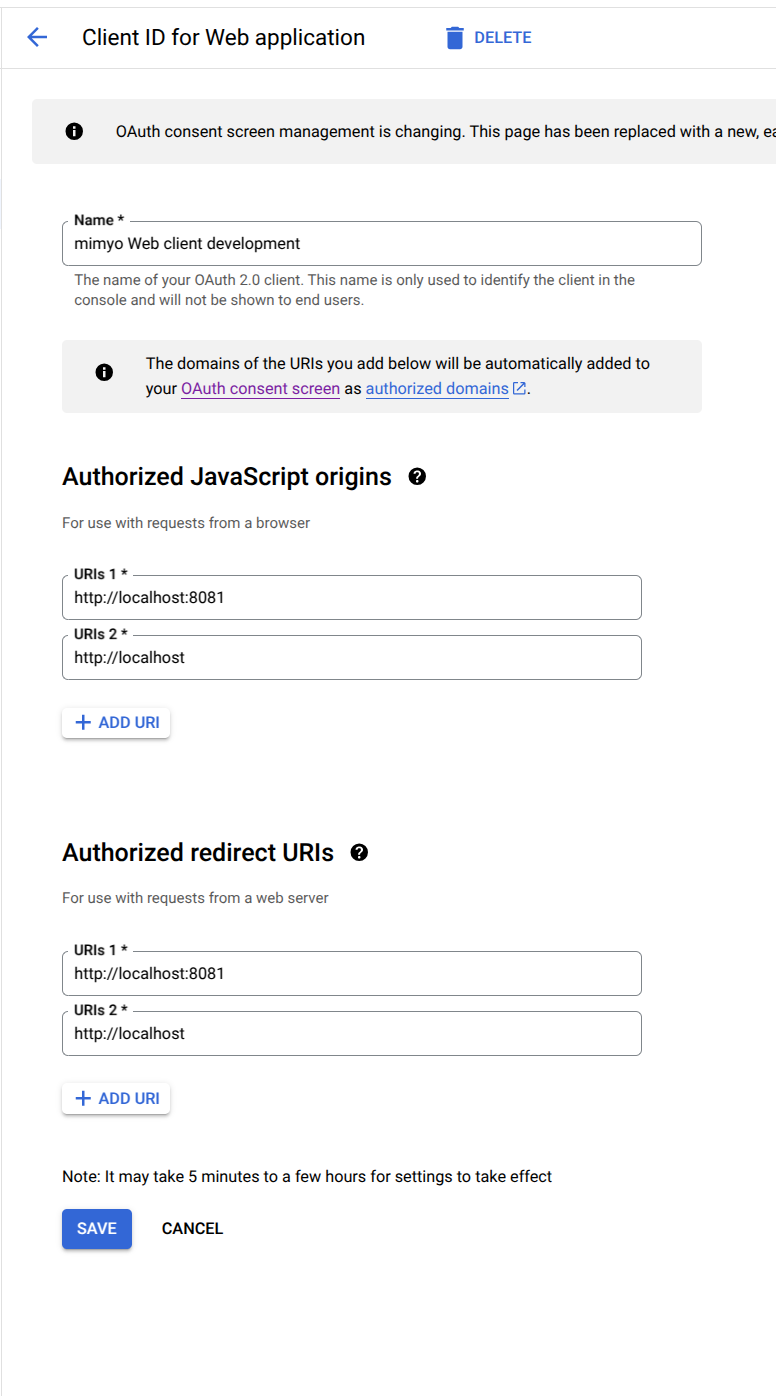 Client ID for Web application
DELETE
OAuth consent screen management is changing. This page has been replaced with a new, ea
Name *
mimyo Web client development
The name of your OAuth 2.0 client. This name is only used to identify the client in the
console and will not be shown to end users.
The domains of the URIs you add below will be automatically added to
your OAuth consent screen as authorized domains.
Authorized JavaScript origins
For use with requests from a browser
URIs 1 *
http://localhost:8081
URIs 2 *
http://localhost
ADD URI
Authorized redirect URIs
For use with requests from a web server
URIs 1 *
http://localhost:8081
URIs 2 *
http://localhost
ADD URI
Note: It may take 5 minutes to a few hours for settings to take effect
SAVE
CANCEL